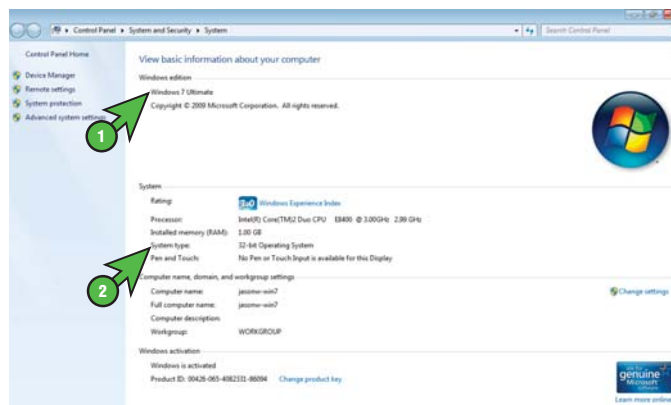 Control Panel ▸ System and Security ▸ System
Search Control Panel
Control Panel Home
Device Manager
Remote settings
System protection
Advanced system settings
View basic information about your computer
Windows edition
Windows 7 Ultimate
Copyright © 2009 Microsoft Corporation. All rights reserved.
1
System
Rating:
Windows Experience Index
Processor: Intel(R) Core(TM)2 Duo CPU E8400 @ 3.00GHz 2.99 GHz
Installed memory (RAM): 1.00 GB
System type: 32-bit Operating System
Pen and Touch: No Pen or Touch Input is available for this Display
2
Computer name, domain, and workgroup settings
Computer name: jasonw-win7
Change settings
Full computer name: jasonw-win7
Computer description:
Workgroup: WORKGROUP
Windows activation
Windows is activated
Product ID: 00426-065-4082531-86094 Change product key
ask for
genuine
Microsoft
software
Learn more online